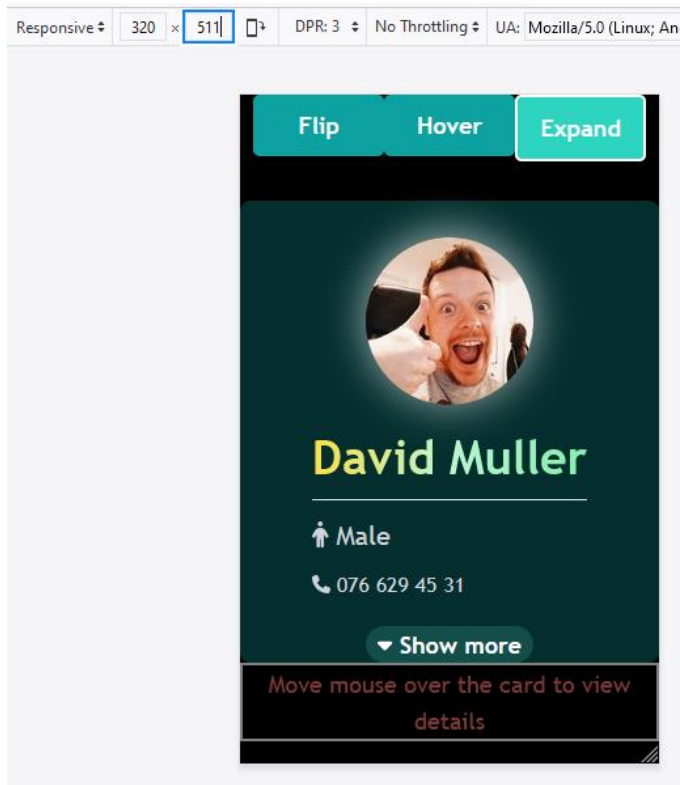 Responsive 320 × 511 DPR: 3 No Throttling UA: Mozilla/5.0 (Linux; An
Flip Hover Expand
David Muller
Male
076 629 45 31
Show more
Move mouse over the card to view
details